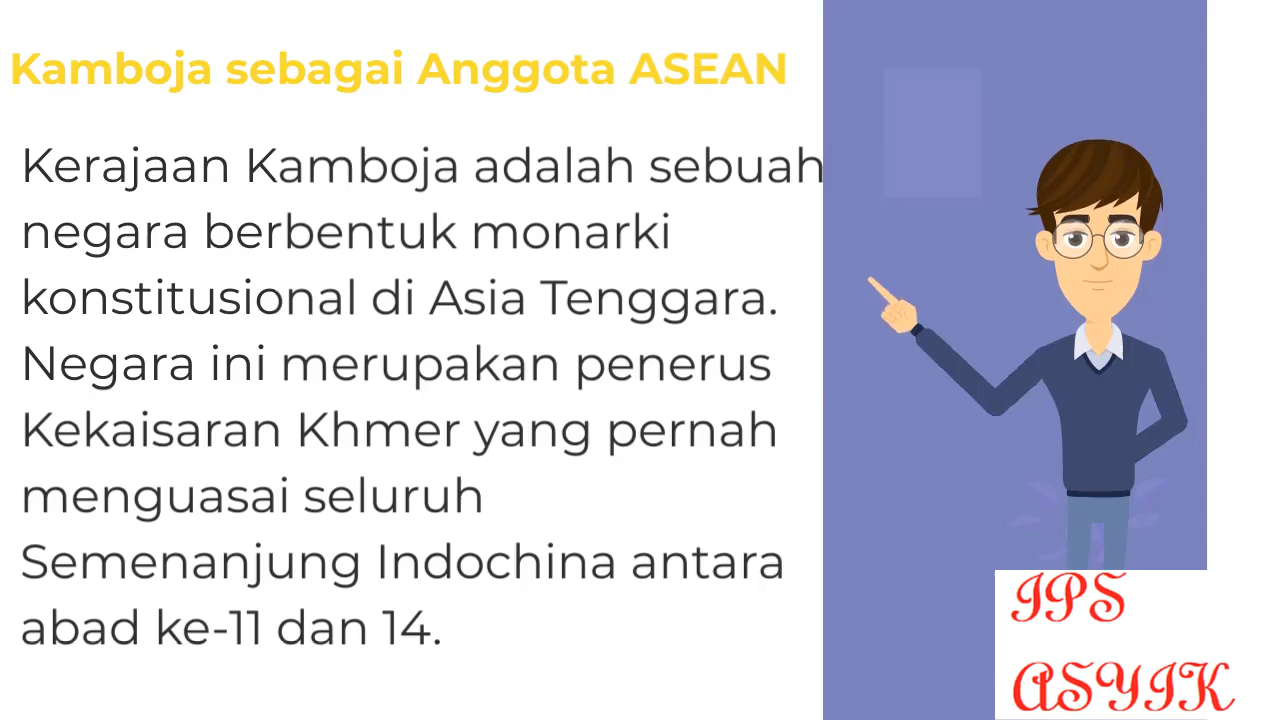 Kamboja sebagai Anggota ASEAN
Kerajaan Kamboja adalah sebuah
negara berbentuk monarki
konstitusional di Asia Tenggara.
Negara ini merupakan penerus
Kekaisaran Khmer yang pernah
menguasai seluruh
Semenanjung Indochina antara
abad ke-11 dan 14.
IPS
ASYIK